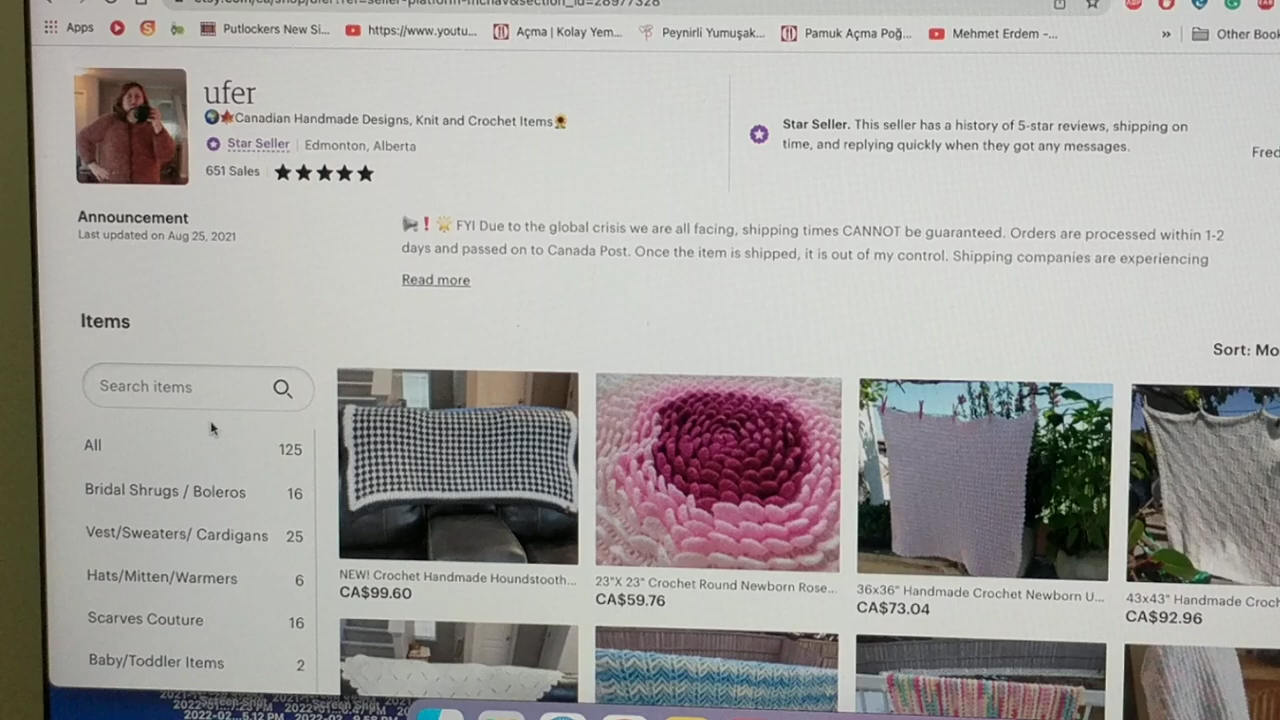 Apps
Putlockers New Si...
https://www.youtu...
Açma | Kolay Yem...
Peynirli Yumuşak...
Pamuk Açma Poğ...
Mehmet Erdem -...
»
Other Book
ufer
Canadian Handmade Designs, Knit and Crochet Items
Star Seller | Edmonton, Alberta
651 Sales
Star Seller. This seller has a history of 5-star reviews, shipping on
time, and replying quickly when they got any messages.
Fred
Announcement
Last updated on Aug 25, 2021
FYI Due to the global crisis we are all facing, shipping times CANNOT be guaranteed. Orders are processed within 1-2
days and passed on to Canada Post. Once the item is shipped, it is out of my control. Shipping companies are experiencing
Read more
Items
Sort: Mo
Search items
All 125
Bridal Shrugs / Boleros 16
Vest/Sweaters/ Cardigans 25
Hats/Mitten/Warmers 6
Scarves Couture 16
Baby/Toddler Items 2
NEW! Crochet Handmade Houndstooth...
CA$99.60
23"X 23" Crochet Round Newborn Rose...
CA$59.76
36x36" Handmade Crochet Newborn U...
CA$73.04
43x43" Handmade Croch
CA$92.96